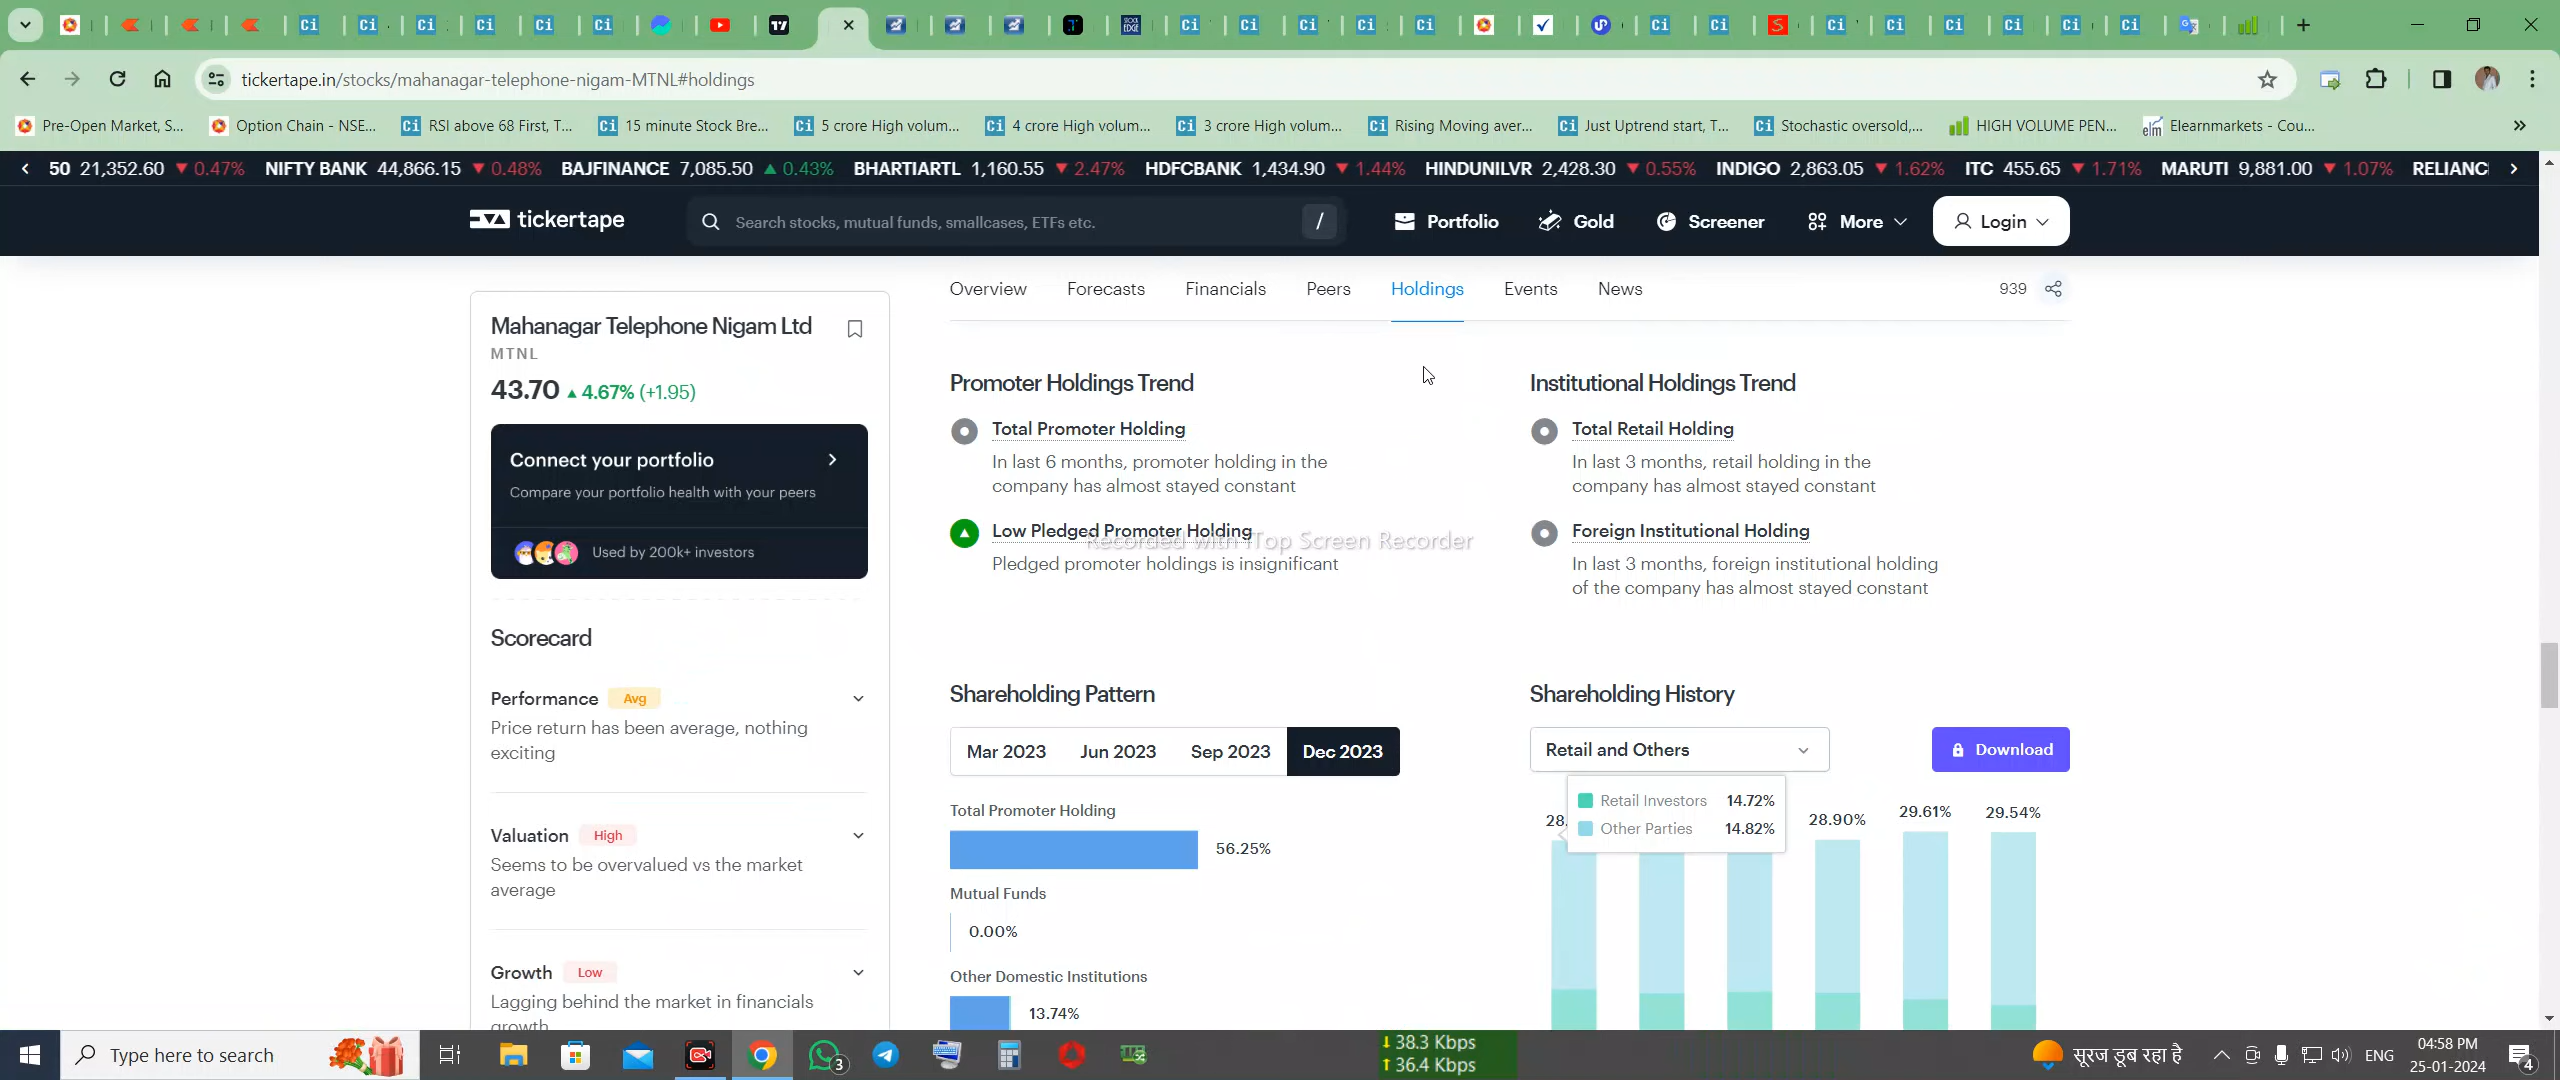 tickertape.in/stocks/mahanagar-telephone-nigam-MTNL#holdings
Pre-Open Market, S... Option Chain - NSE... RSI above 68 First, T... 15 minute Stock Bre... 5 crore High volum... 4 crore High volum... 3 crore High volum... Rising Moving aver... Just Uptrend start, T... Stochastic oversold,... HIGH VOLUME PEN... Elearnmarkets - Cou...
50 21,352.60 ▼ 0.47% NIFTY BANK 44,866.15 ▼ 0.48% BAJFINANCE 7,085.50 ▲ 0.43% BHARTIARTL 1,160.55 ▼ 2.47% HDFCBANK 1,434.90 ▼ 1.44% HINDUNILVR 2,428.30 ▼ 0.55% INDIGO 2,863.05 ▼ 1.62% ITC 455.65 ▼ 1.71% MARUTI 9,881.00 ▼ 1.07% RELIANC
tickertape Search stocks, mutual funds, smallcases, ETFs etc. / Portfolio Gold Screener More Login
Overview Forecasts Financials Peers Holdings Events News 939
Mahanagar Telephone Nigam Ltd
MTNL
43.70 ▲ 4.67% (+1.95)
Connect your portfolio
Compare your portfolio health with your peers
Used by 200k+ investors
Scorecard
Performance Avg
Price return has been average, nothing
exciting
Valuation High
Seems to be overvalued vs the market
average
Growth Low
Lagging behind the market in financials
growth
Promoter Holdings Trend
Total Promoter Holding
In last 6 months, promoter holding in the
company has almost stayed constant
Low Pledged Promoter Holding
Pledged promoter holdings is insignificant
Recorded with iTop Screen Recorder
Institutional Holdings Trend
Total Retail Holding
In last 3 months, retail holding in the
company has almost stayed constant
Foreign Institutional Holding
In last 3 months, foreign institutional holding
of the company has almost stayed constant
Shareholding Pattern
Mar 2023 Jun 2023 Sep 2023 Dec 2023
Total Promoter Holding
56.25%
Mutual Funds
0.00%
Other Domestic Institutions
13.74%
Shareholding History
Retail and Others Download
Retail Investors 14.72%
Other Parties 14.82%
28. 28.90% 29.61% 29.54%
Type here to search
38.3 Kbps
36.4 Kbps
सूरज डूब रहा है ENG
04:58 PM
25-01-2024
3
4